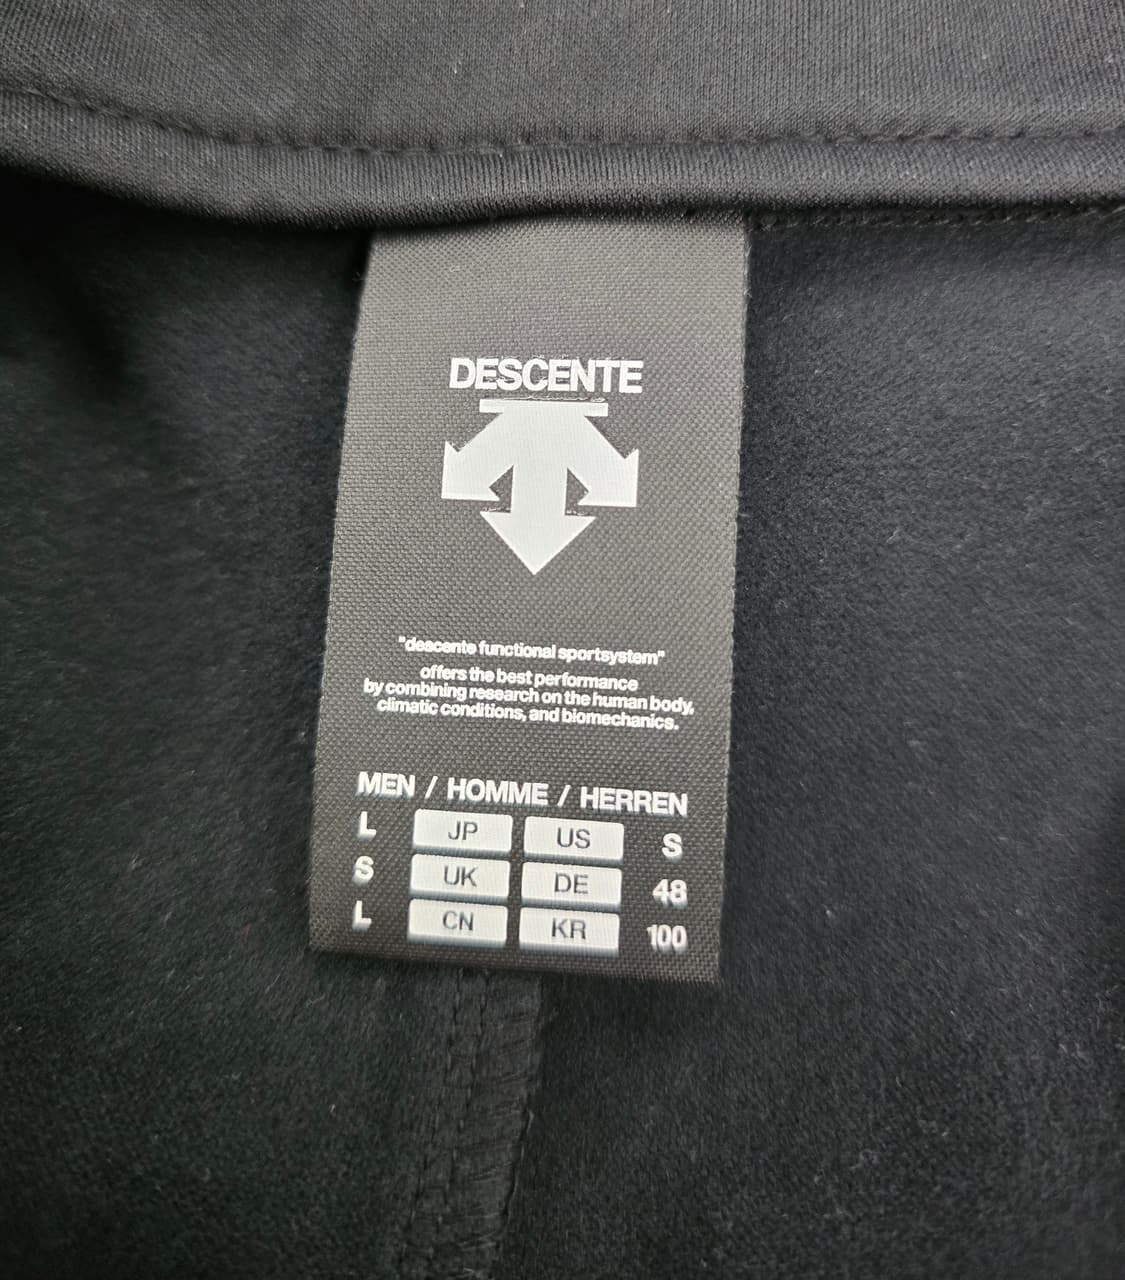 DESCENTE
"descente functional sportsystem"
offers the best performance
by combining research on the human body,
climatic conditions, and biomechanics.
MEN / HOMME / HERREN
L JP US S
S UK DE 48
L CN KR 100